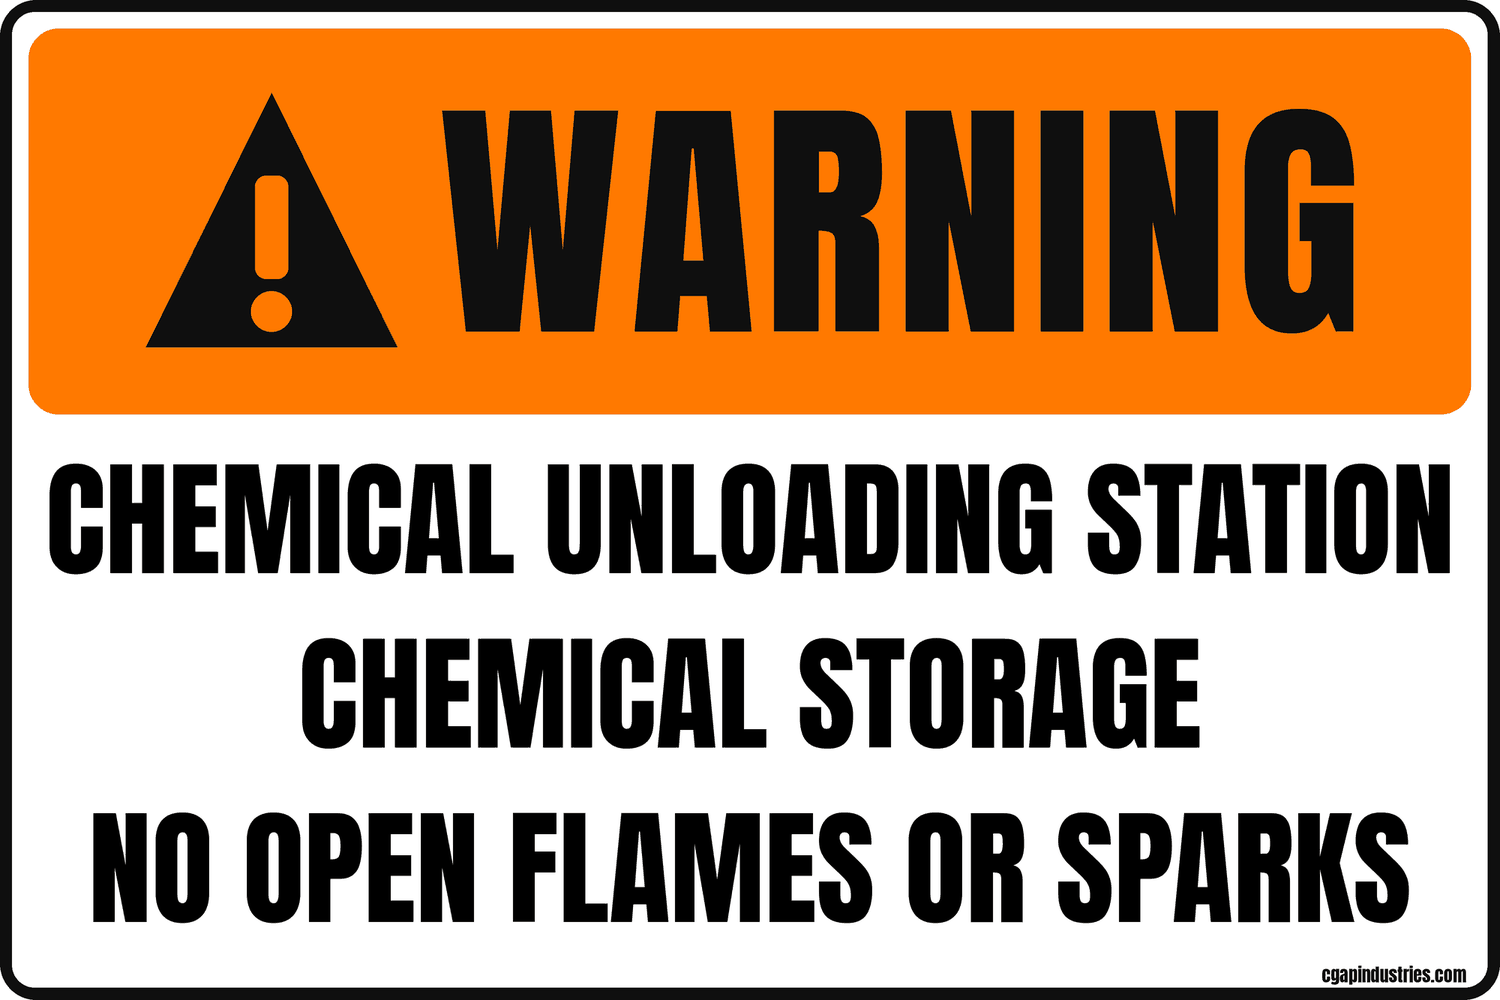 WARNING
CHEMICAL UNLOADING STATION
CHEMICAL STORAGE
NO OPEN FLAMES OR SPARKS
cgapindustries.com